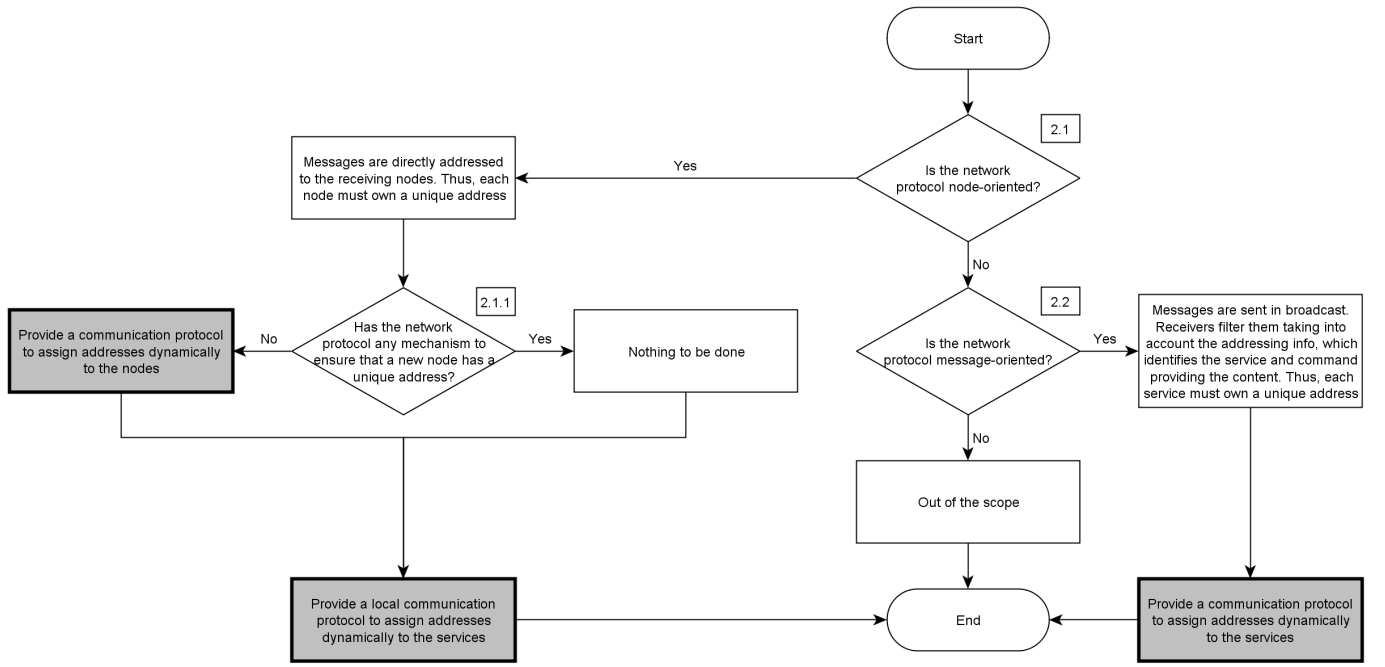 Start
2.1
Is the network
protocol node-oriented?
Yes
Messages are directly addressed
to the receiving nodes. Thus, each
node must own a unique address
No
2.1.1
Has the network
protocol any mechanism to
ensure that a new node has a
unique address?
No
Provide a communication protocol
to assign addresses dynamically
to the nodes
Yes
Nothing to be done
2.2
Is the network
protocol message-oriented?
Yes
Messages are sent in broadcast.
Receivers filter them taking into
account the addressing info, which
identifies the service and command
providing the content. Thus, each
service must own a unique address
No
Out of the scope
Provide a local communication
protocol to assign addresses
dynamically to the services
End
Provide a communication protocol
to assign addresses dynamically
to the services